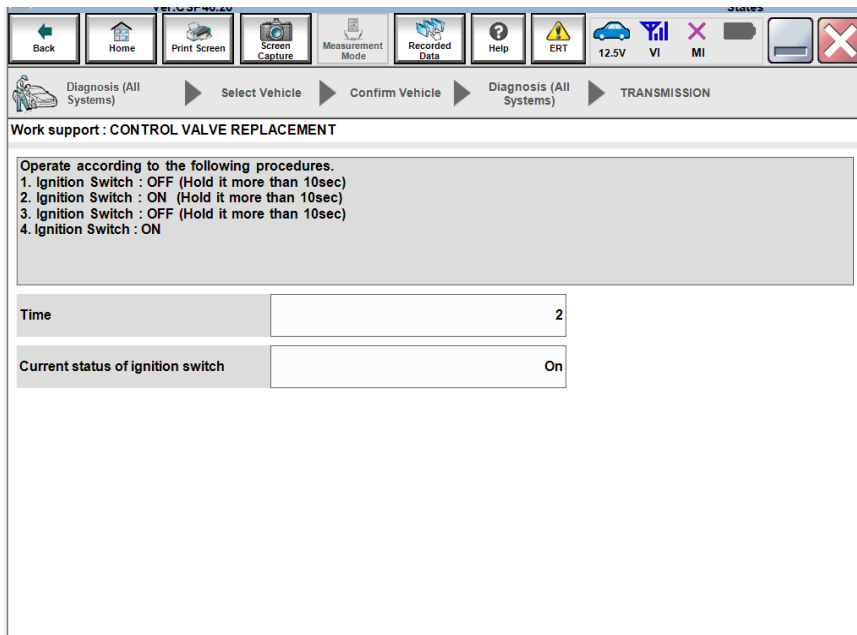 Ver.CSP40.20
States
Back
Home
Print Screen
Screen
Capture
Measurement
Mode
Recorded
Data
Help
ERT
12.5V
VI
MI
Diagnosis (All
Systems)
Select Vehicle
Confirm Vehicle
Diagnosis (All
Systems)
TRANSMISSION
Work support : CONTROL VALVE REPLACEMENT
Operate according to the following procedures.
1. Ignition Switch : OFF (Hold it more than 10sec)
2. Ignition Switch : ON  (Hold it more than 10sec)
3. Ignition Switch : OFF (Hold it more than 10sec)
4. Ignition Switch : ON
Time 2
Current status of ignition switch On